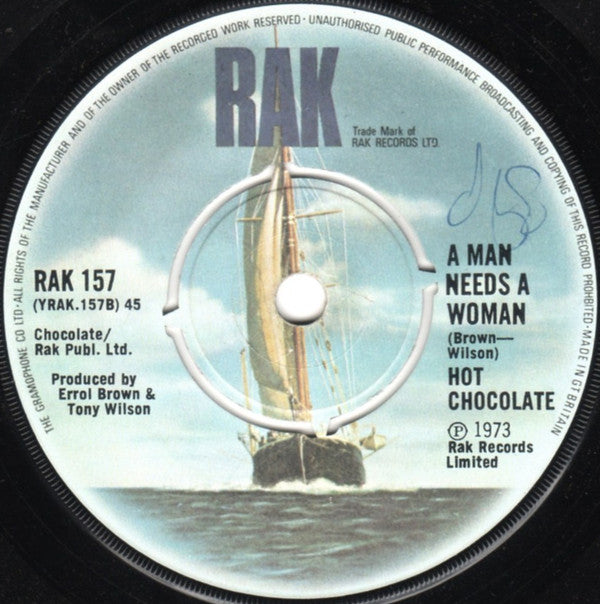 THE GRAMOPHONE CO LTD·ALL RIGHTS OF THE MANUFACTURER AND OF THE OWNER OF THE RECORDED WORK RESERVED · UNAUTHORISED PUBLIC PERFORMANCE BROADCASTING AND COPYING OF THIS RECORD PROHIBITED·MADE IN GT BRITAIN
RAK
Trade Mark of
RAK RECORDS LTD.
RAK 157
(YRAK.157B) 45
Chocolate/
Rak Publ. Ltd.
Produced by
Errol Brown &
Tony Wilson
A MAN
NEEDS A
WOMAN
(Brown—
Wilson)
HOT
CHOCOLATE
Ⓟ 1973
Rak Records
Limited